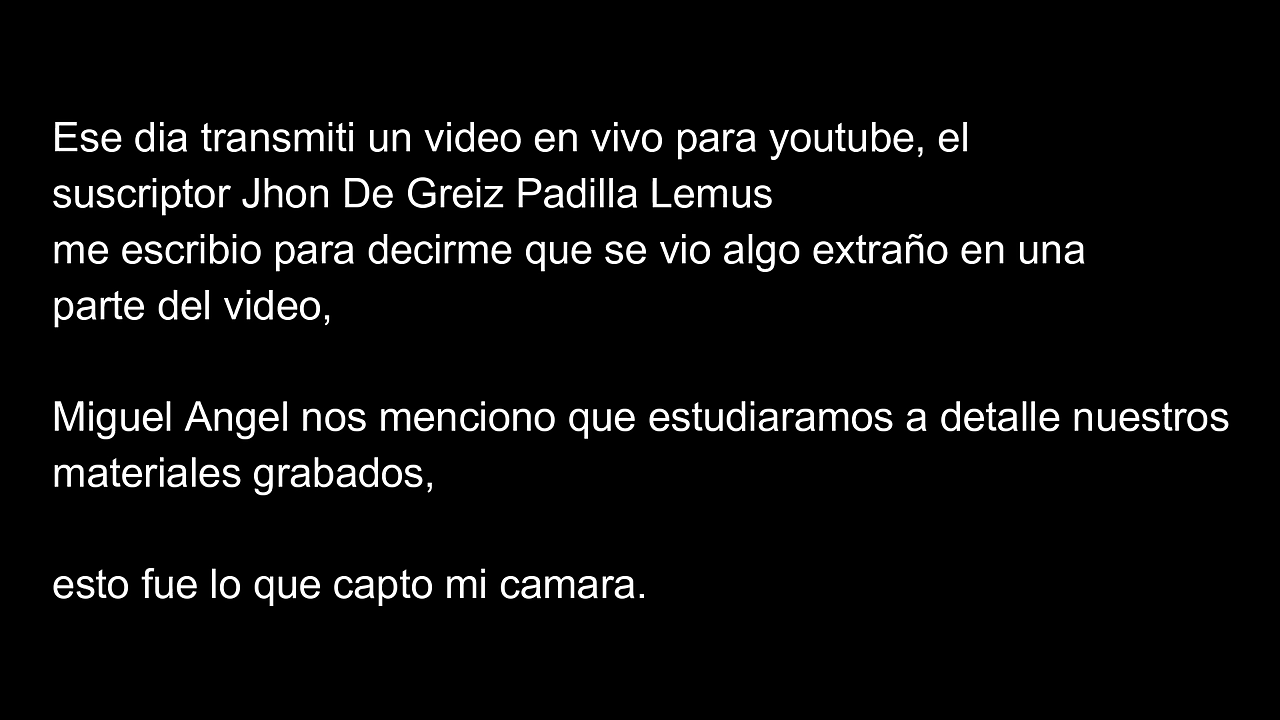 Ese dia transmiti un video en vivo para youtube, el
suscriptor Jhon De Greiz Padilla Lemus
me escribio para decirme que se vio algo extraño en una
parte del video,
Miguel Angel nos menciono que estudiaramos a detalle nuestros
materiales grabados,
esto fue lo que capto mi camara.